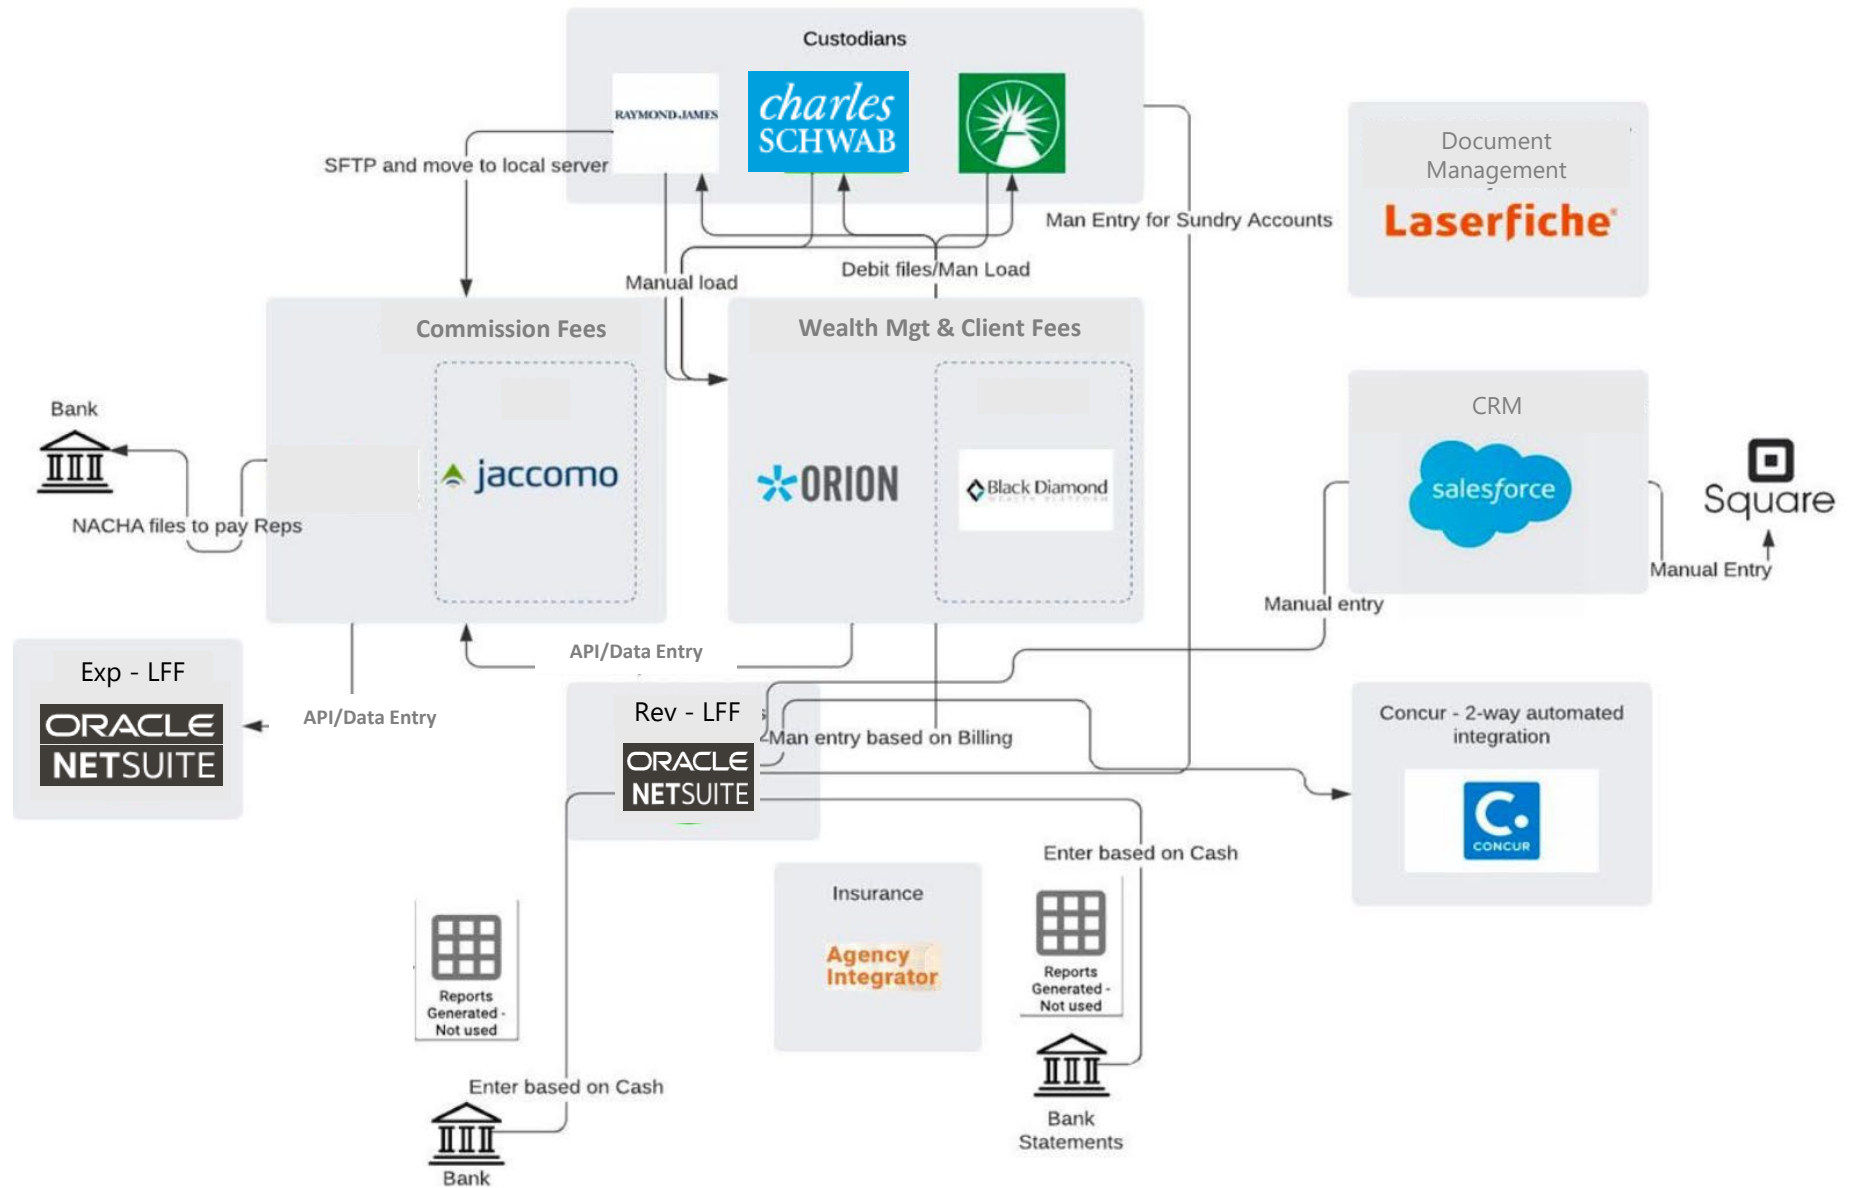 Custodians
RAYMOND JAMES
charles
SCHWAB
SFTP and move to local server
Man Entry for Sundry Accounts
Manual load
Debit files/Man Load
Document
Management
Laserfiche
Commission Fees
Wealth Mgt & Client Fees
Bank
jaccomo
ORION
Black Diamond
WEALTH PLATFORM
NACHA files to pay Reps
CRM
salesforce
Square
Manual Entry
Manual entry
API/Data Entry
Exp - LFF
ORACLE
NETSUITE
API/Data Entry
Rev - LFF
ORACLE
NETSUITE
Man entry based on Billing
Concur - 2-way automated
integration
C.
CONCUR
Enter based on Cash
Insurance
Agency
Integrator
Reports
Generated -
Not used
Reports
Generated -
Not used
Enter based on Cash
Bank
Bank
Statements